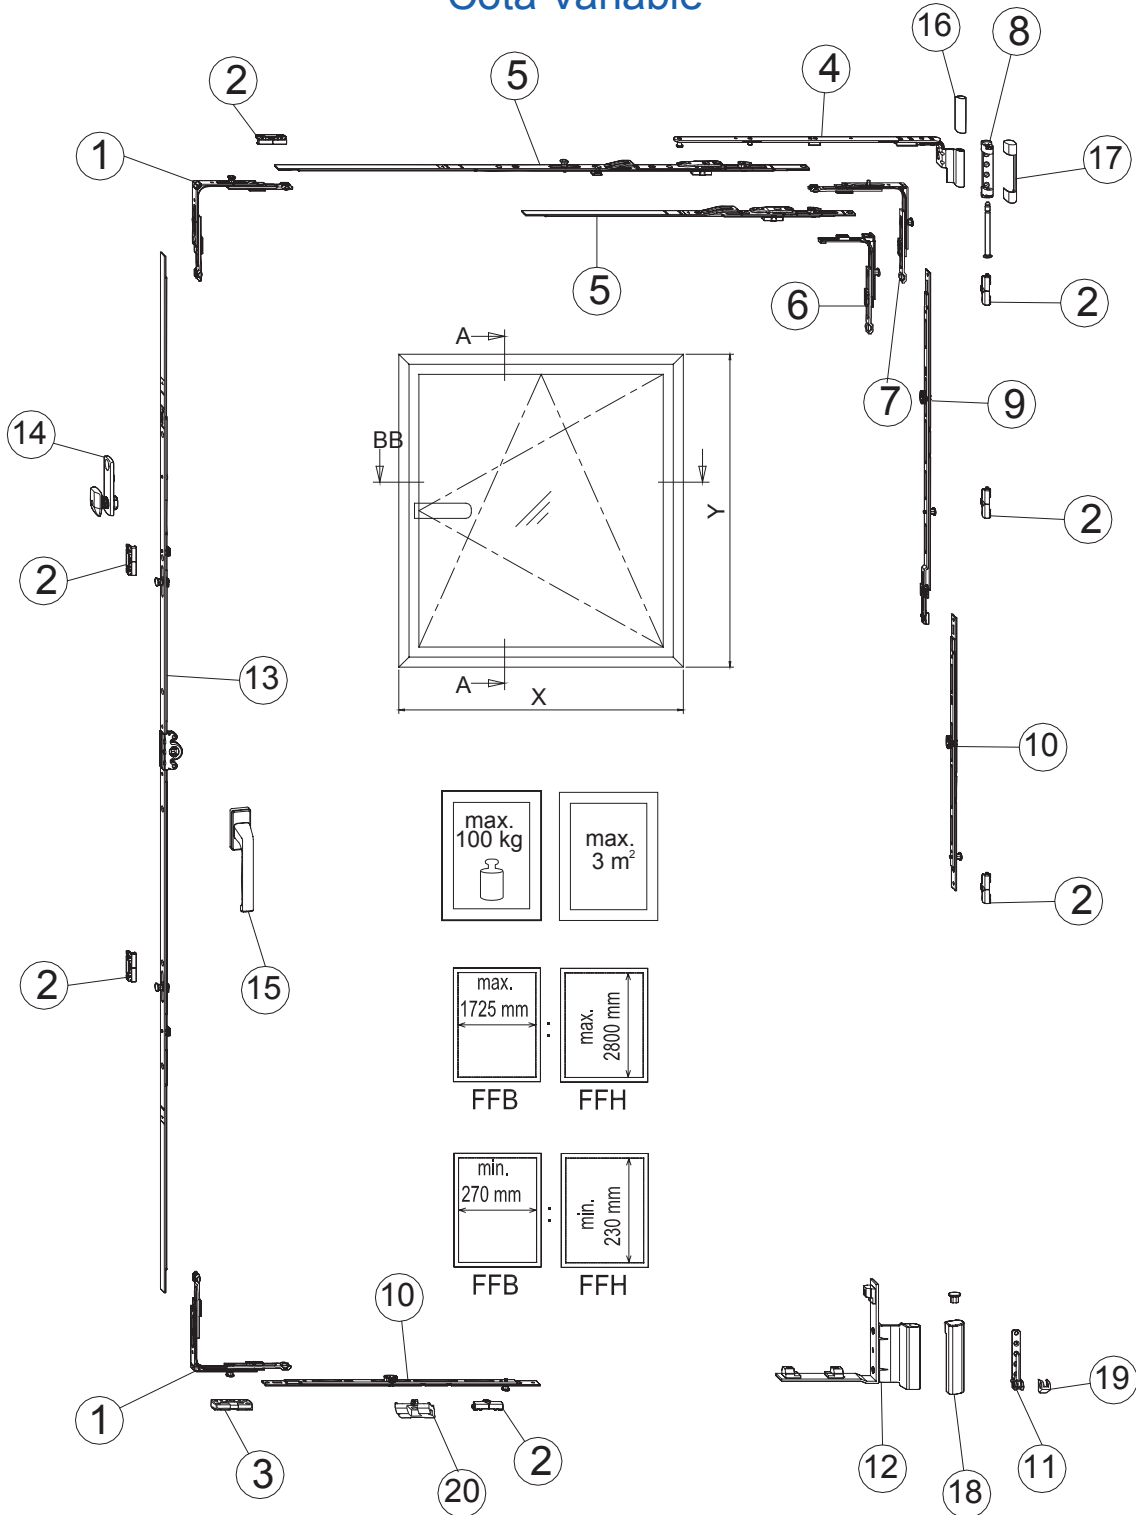 Cota Variable
16
8
2
5
4
1
17
5
6
2
7
9
14
A
BB
Y
2
2
13
A
X
10
max.
100 kg
max.
3 m²
2
2
15
max.
1725 mm
:
max.
2800 mm
FFB
FFH
min.
270 mm
:
min.
230 mm
FFB
FFH
10
19
1
3
20
2
12
18
11